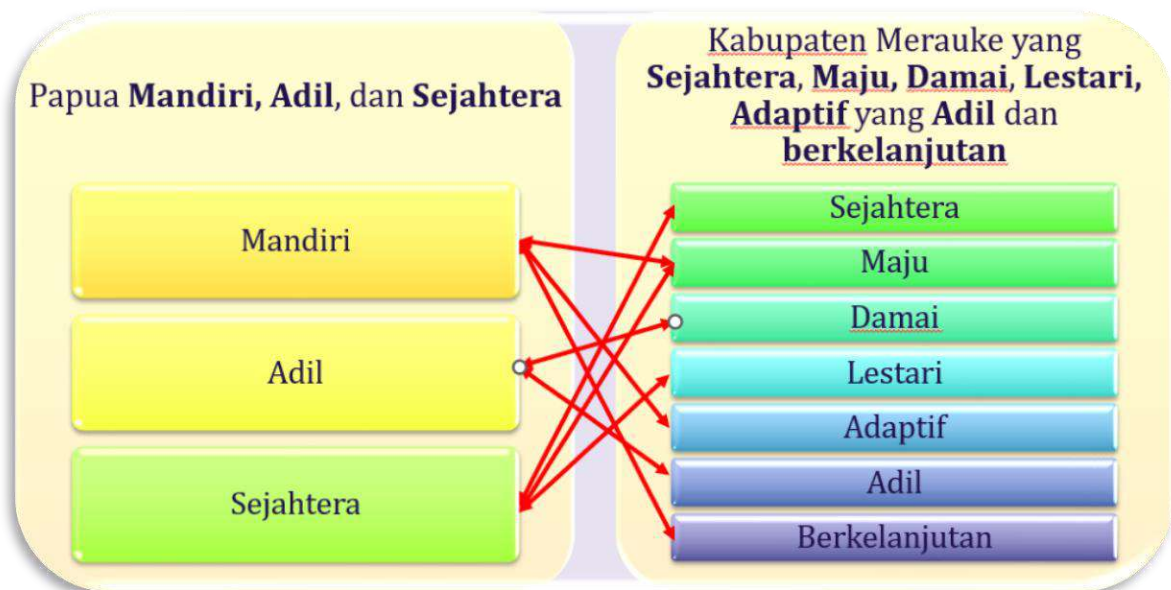 Papua Mandiri, Adil, dan Sejahtera
Mandiri
Adil
Sejahtera
Kabupaten Merauke yang
Sejahtera, Maju, Damai, Lestari,
Adaptif yang Adil dan
berkelanjutan
Sejahtera
Maju
Damai
Lestari
Adaptif
Adil
Berkelanjutan